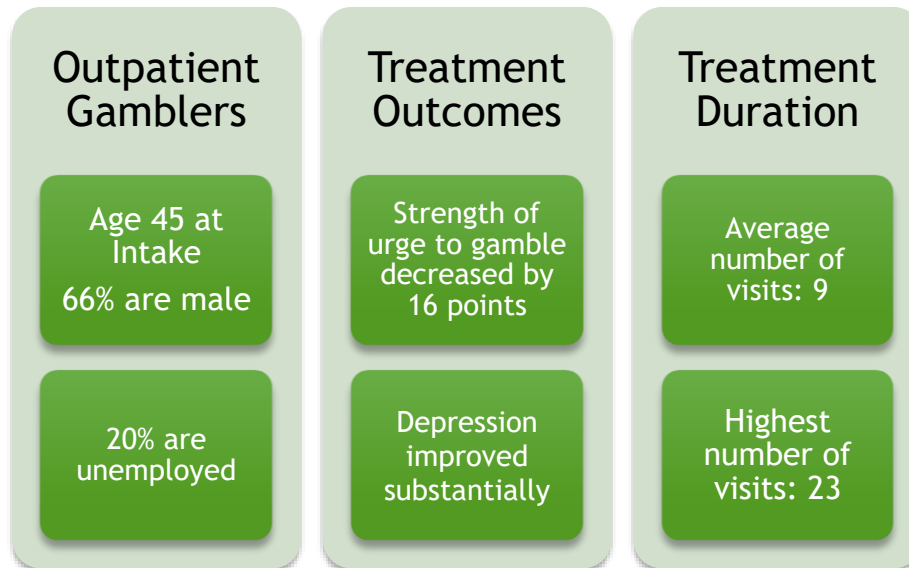 Outpatient
Gamblers
Age 45 at
Intake
66% are male
20% are
unemployed
Treatment
Outcomes
Strength of
urge to gamble
decreased by
16 points
Depression
improved
substantially
Treatment
Duration
Average
number of
visits: 9
Highest
number of
visits: 23